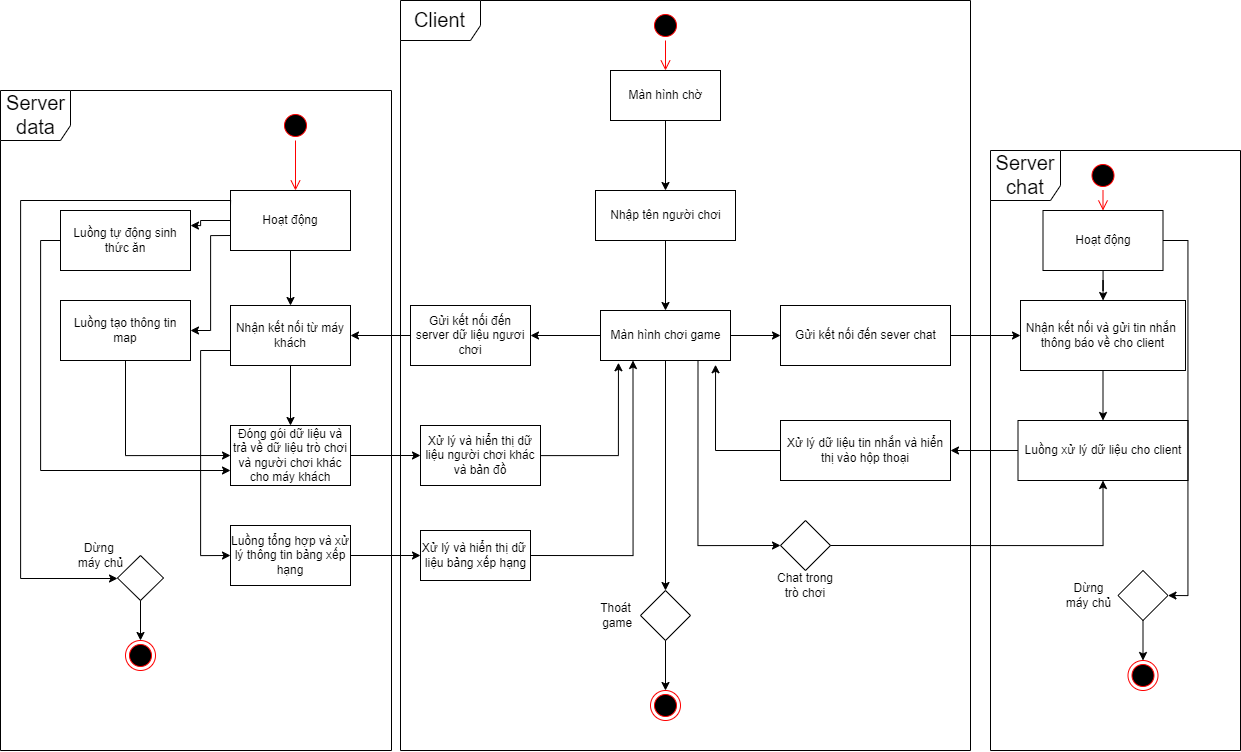 Client
Màn hình chờ
Nhập tên người chơi
Màn hình chơi game
Gửi kết nối đến
server dữ liệu người
chơi
Gửi kết nối đến sever chat
Xử lý và hiển thị dữ
liệu người chơi khác
và bản đồ
Xử lý dữ liệu tin nhắn và hiển
thị vào hộp thoại
Xử lý và hiển thị dữ
liệu bảng xếp hạng
Chat trong
trò chơi
Thoát
game
Server
data
Hoạt động
Luồng tự động sinh
thức ăn
Luồng tạo thông tin
map
Nhận kết nối từ máy
khách
Đóng gói dữ liệu và
trả về dữ liệu trò chơi
và người chơi khác
cho máy khách
Luồng tổng hợp và xử
lý thông tin bảng xếp
hạng
Dừng
máy chủ
Server
chat
Hoạt động
Nhận kết nối và gửi tin nhắn
thông báo về cho client
Luồng xử lý dữ liệu cho client
Dừng
máy chủ